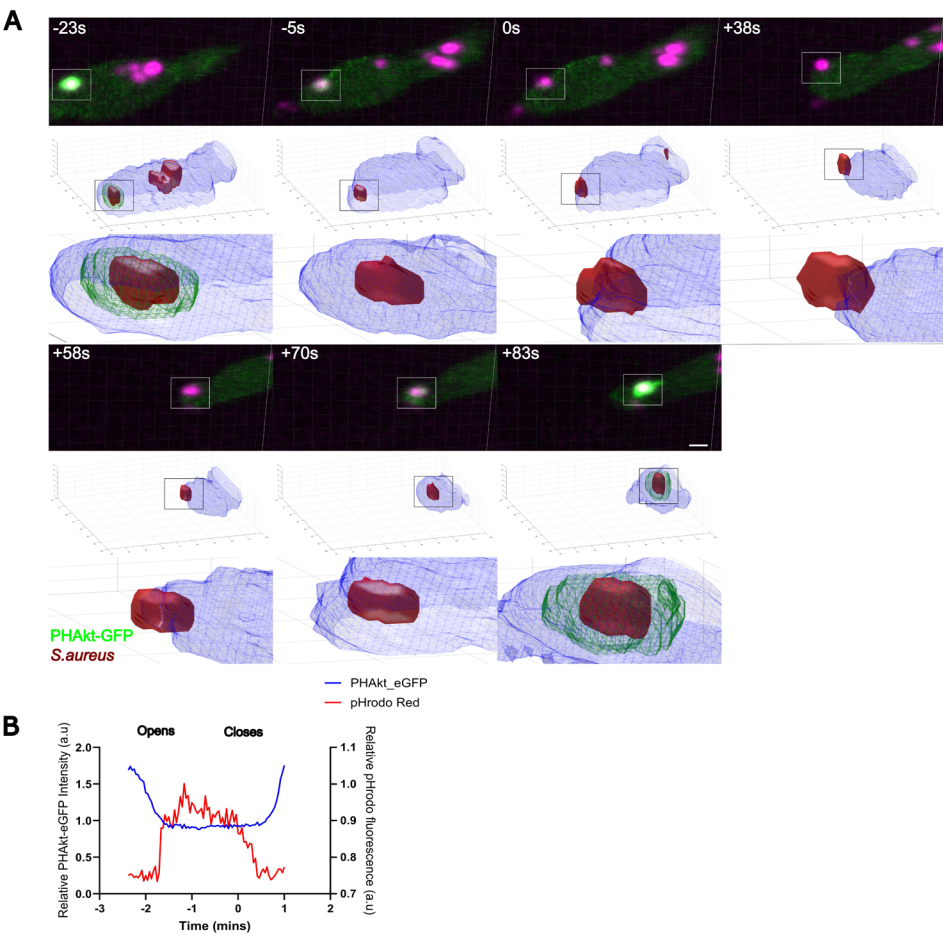 A
-23s
-5s
0s
+38s
+58s
+70s
+83s
PHAkt-GFP
S.aureus
PHAkt_eGFP
pHrodo Red
B
Opens
Closes
Relative PHAkt-eGFP Intensity (a.u)
2.0
1.5
1.0
0.5
0.0
1.1
1.0
0.9
0.8
0.7
Relative pHrodo fluorescence (a.u)
-3
-2
-1
0
1
2
Time (mins)